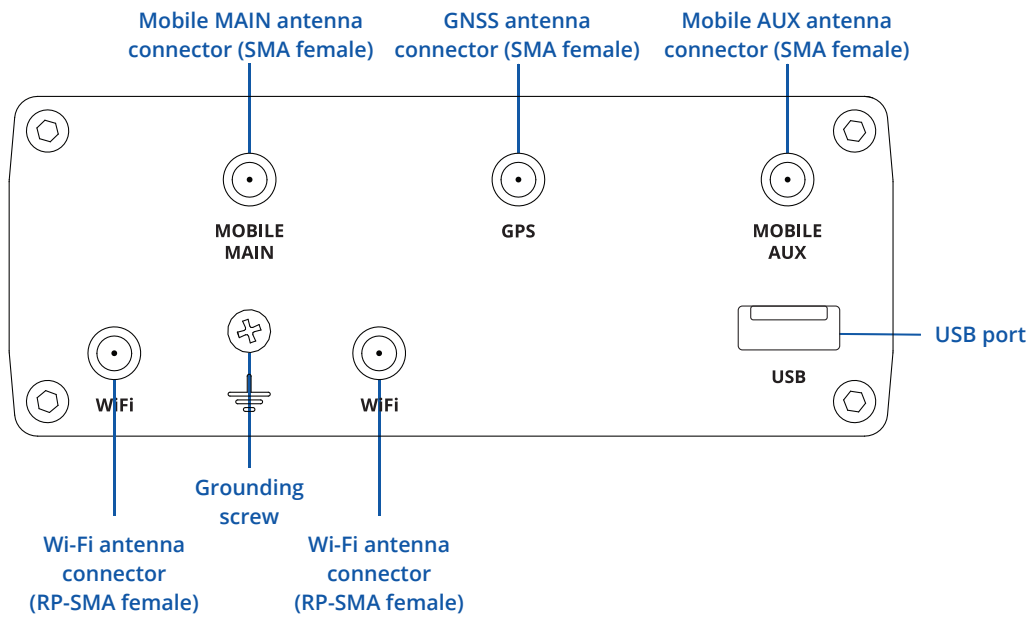 Mobile MAIN antenna
connector (SMA female)
GNSS antenna
connector (SMA female)
Mobile AUX antenna
connector (SMA female)
MOBILE
MAIN
GPS
MOBILE
AUX
USB port
USB
WiFi
WiFi
Grounding
screw
Wi-Fi antenna
connector
(RP-SMA female)
Wi-Fi antenna
connector
(RP-SMA female)